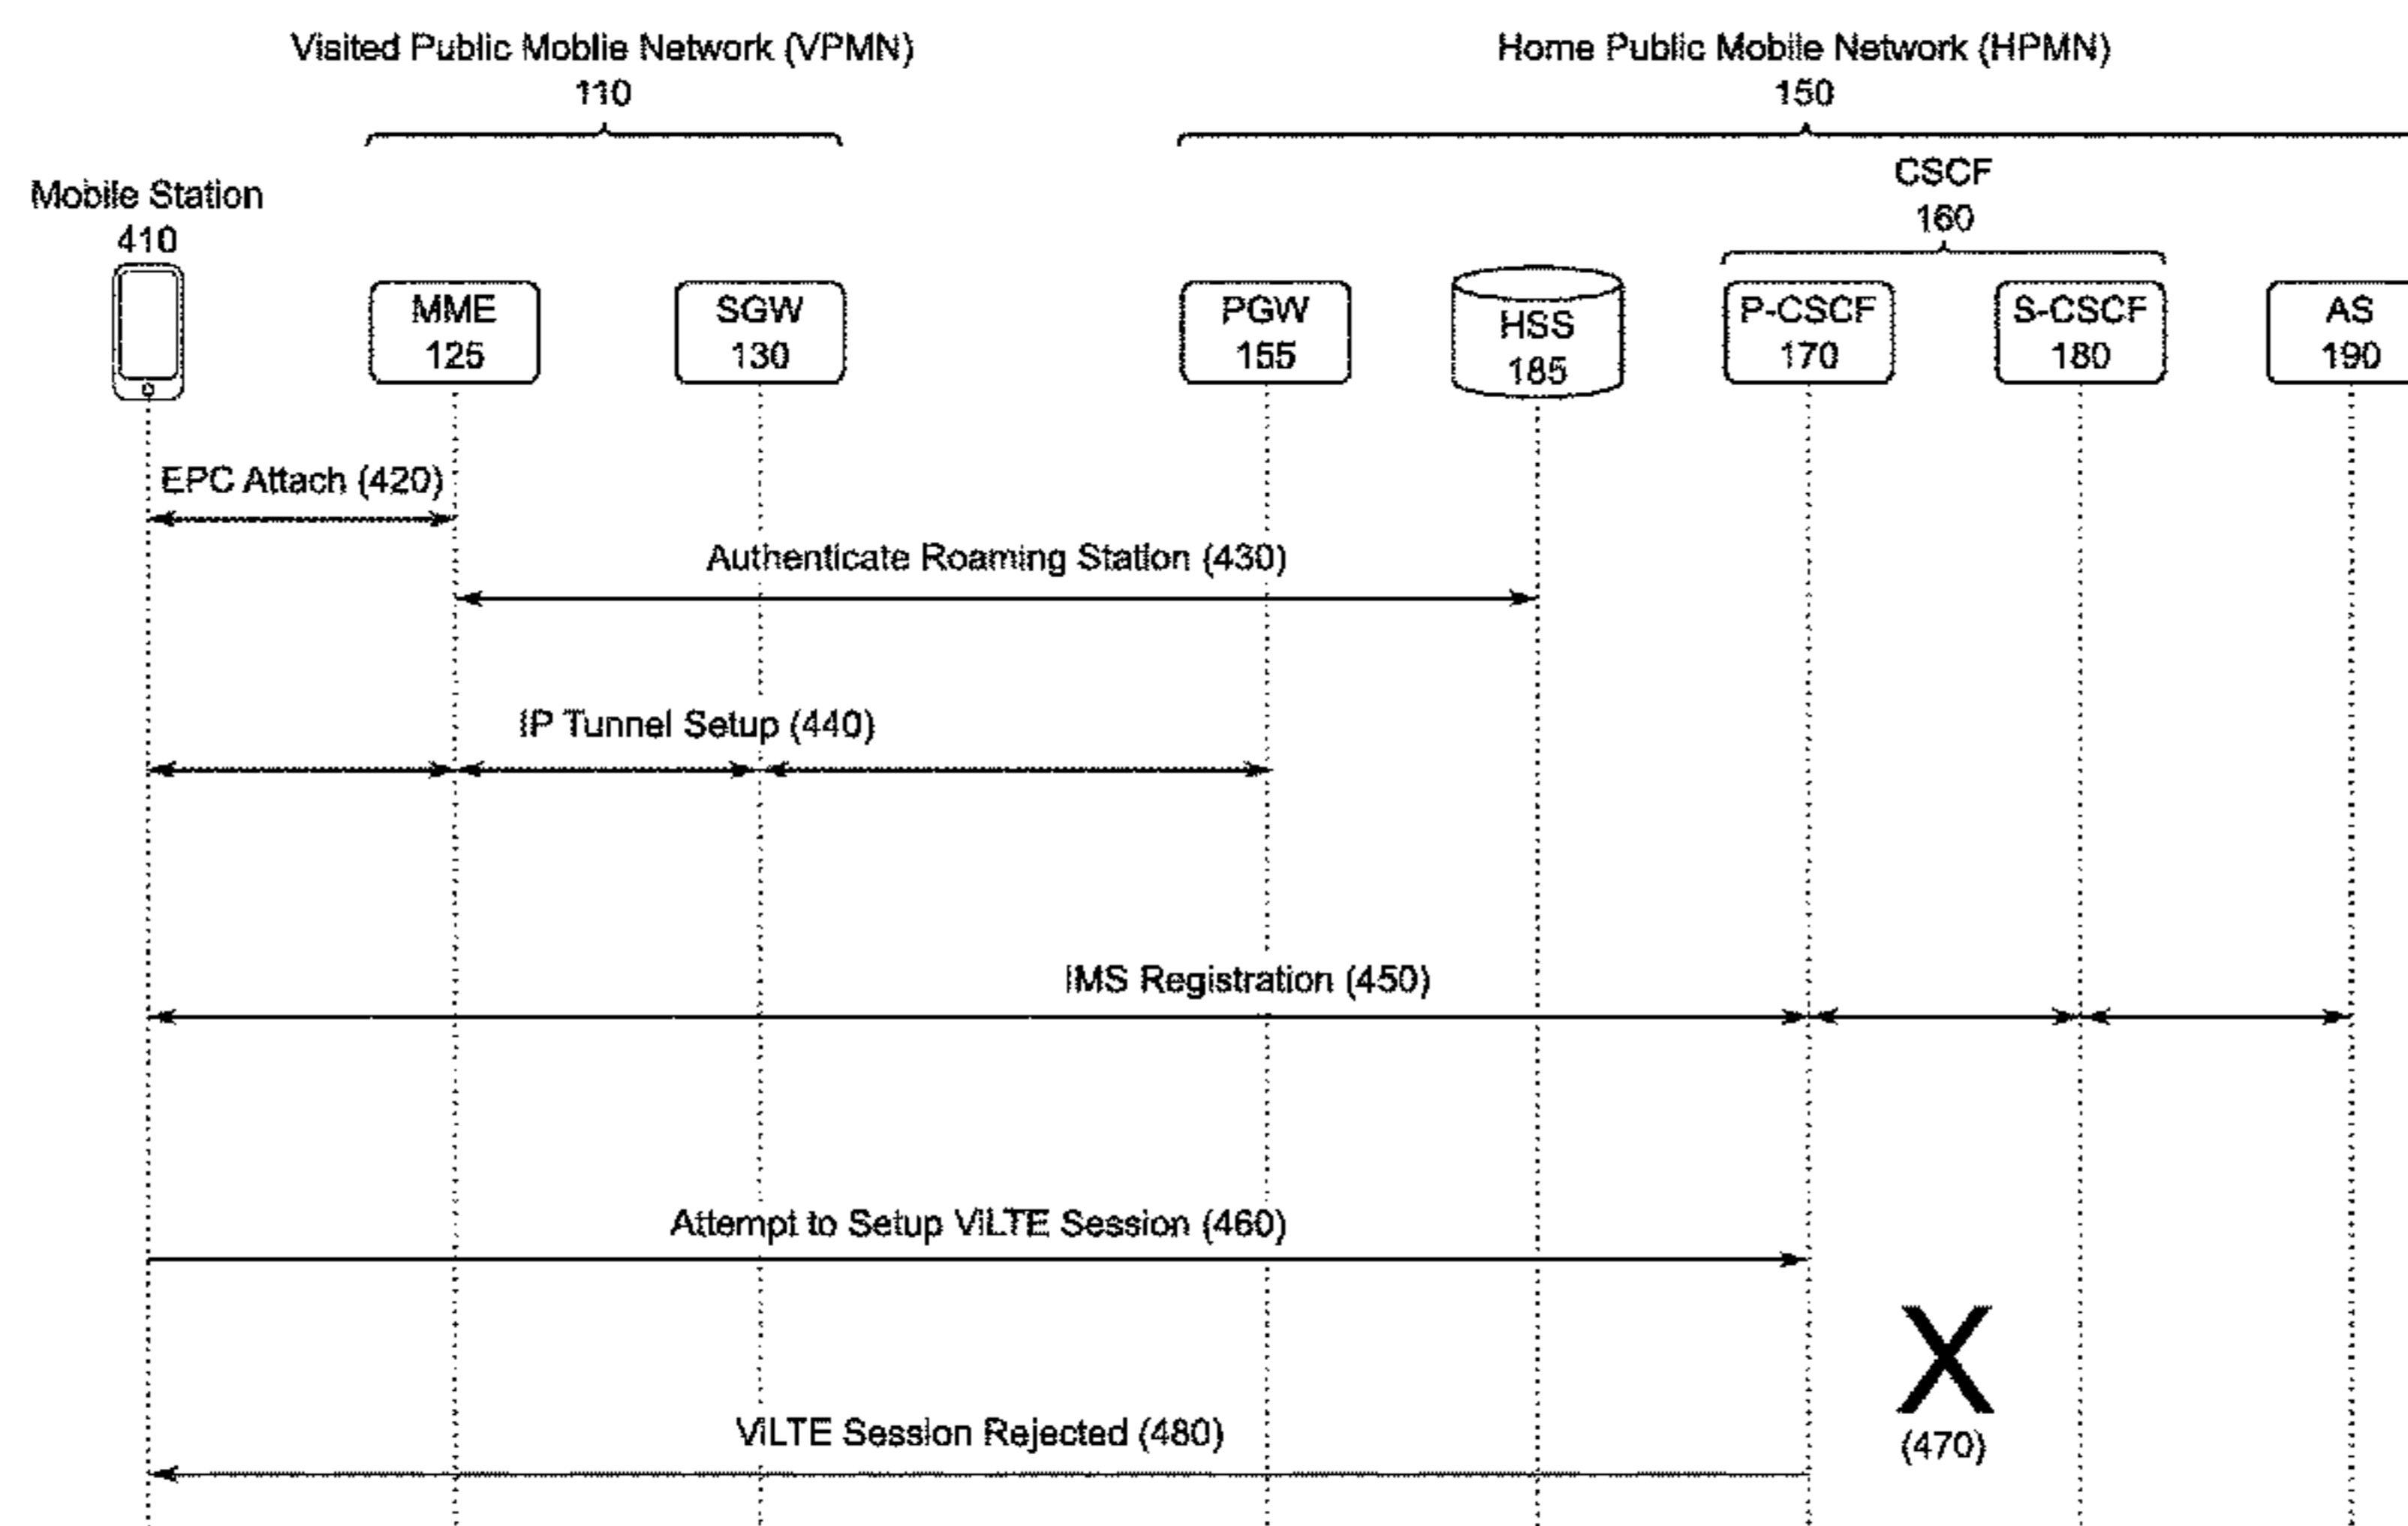 Visited Public Moblie Network (VPMN)
110
Home Public Mobile Network (HPMN)
150
CSCF
160
Mobile Station
410
MME
125
SGW
130
PGW
155
HSS
185
P-CSCF
170
S-CSCF
180
AS
190
EPC Attach (420)
Authenticate Roaming Station (430)
IP Tunnel Setup (440)
IMS Registration (450)
Attempt to Setup ViLTE Session (460)
X
(470)
ViLTE Session Rejected (480)